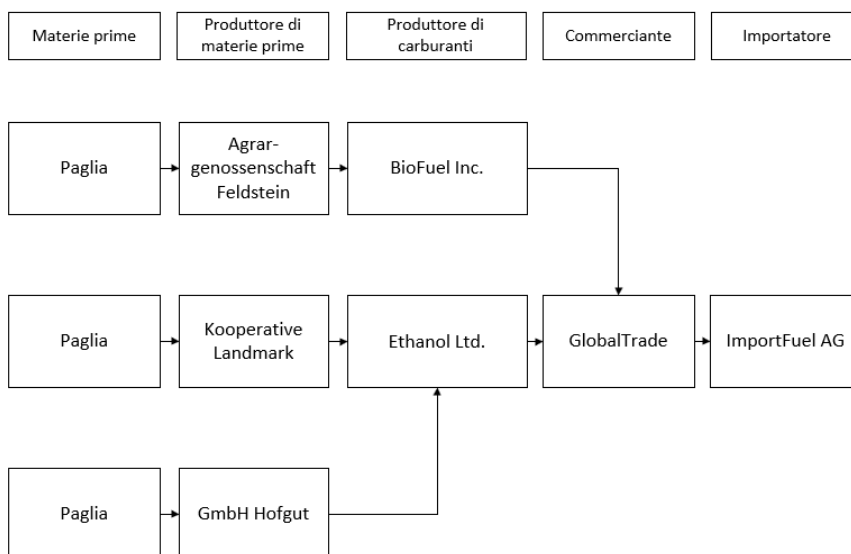 Materie prime
Produttore di
materie prime
Produttore di
carburanti
Commerciante
Importatore
Paglia
Agrar-
genossenschaft
Feldstein
BioFuel Inc.
Paglia
Kooperative
Landmark
Ethanol Ltd.
GlobalTrade
ImportFuel AG
Paglia
GmbH Hofgut